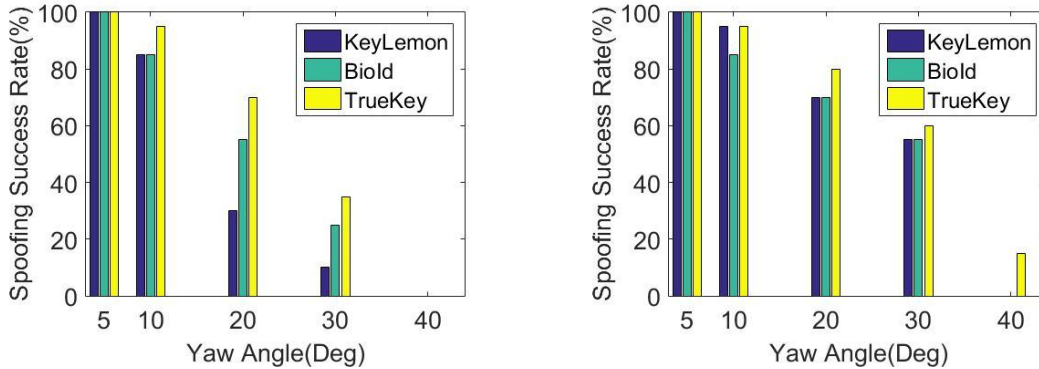 Spoofing Success Rate(%)
100
80
60
40
20
0
KeyLemon
BioId
TrueKey
5 10 20 30 40
Yaw Angle(Deg)
Spoofing Success Rate(%)
100
80
60
40
20
0
KeyLemon
BioId
TrueKey
5 10 20 30 40
Yaw Angle(Deg)